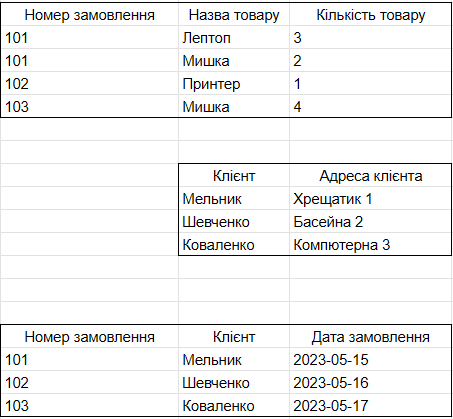 Номер замовлення Назва товару Кількість товару
101 Лептоп 3
101 Мишка 2
102 Принтер 1
103 Мишка 4
Клієнт Адреса клієнта
Мельник Хрещатик 1
Шевченко Басейна 2
Коваленко Компютерна 3
Номер замовлення Клієнт Дата замовлення
101 Мельник 2023-05-15
102 Шевченко 2023-05-16
103 Коваленко 2023-05-17